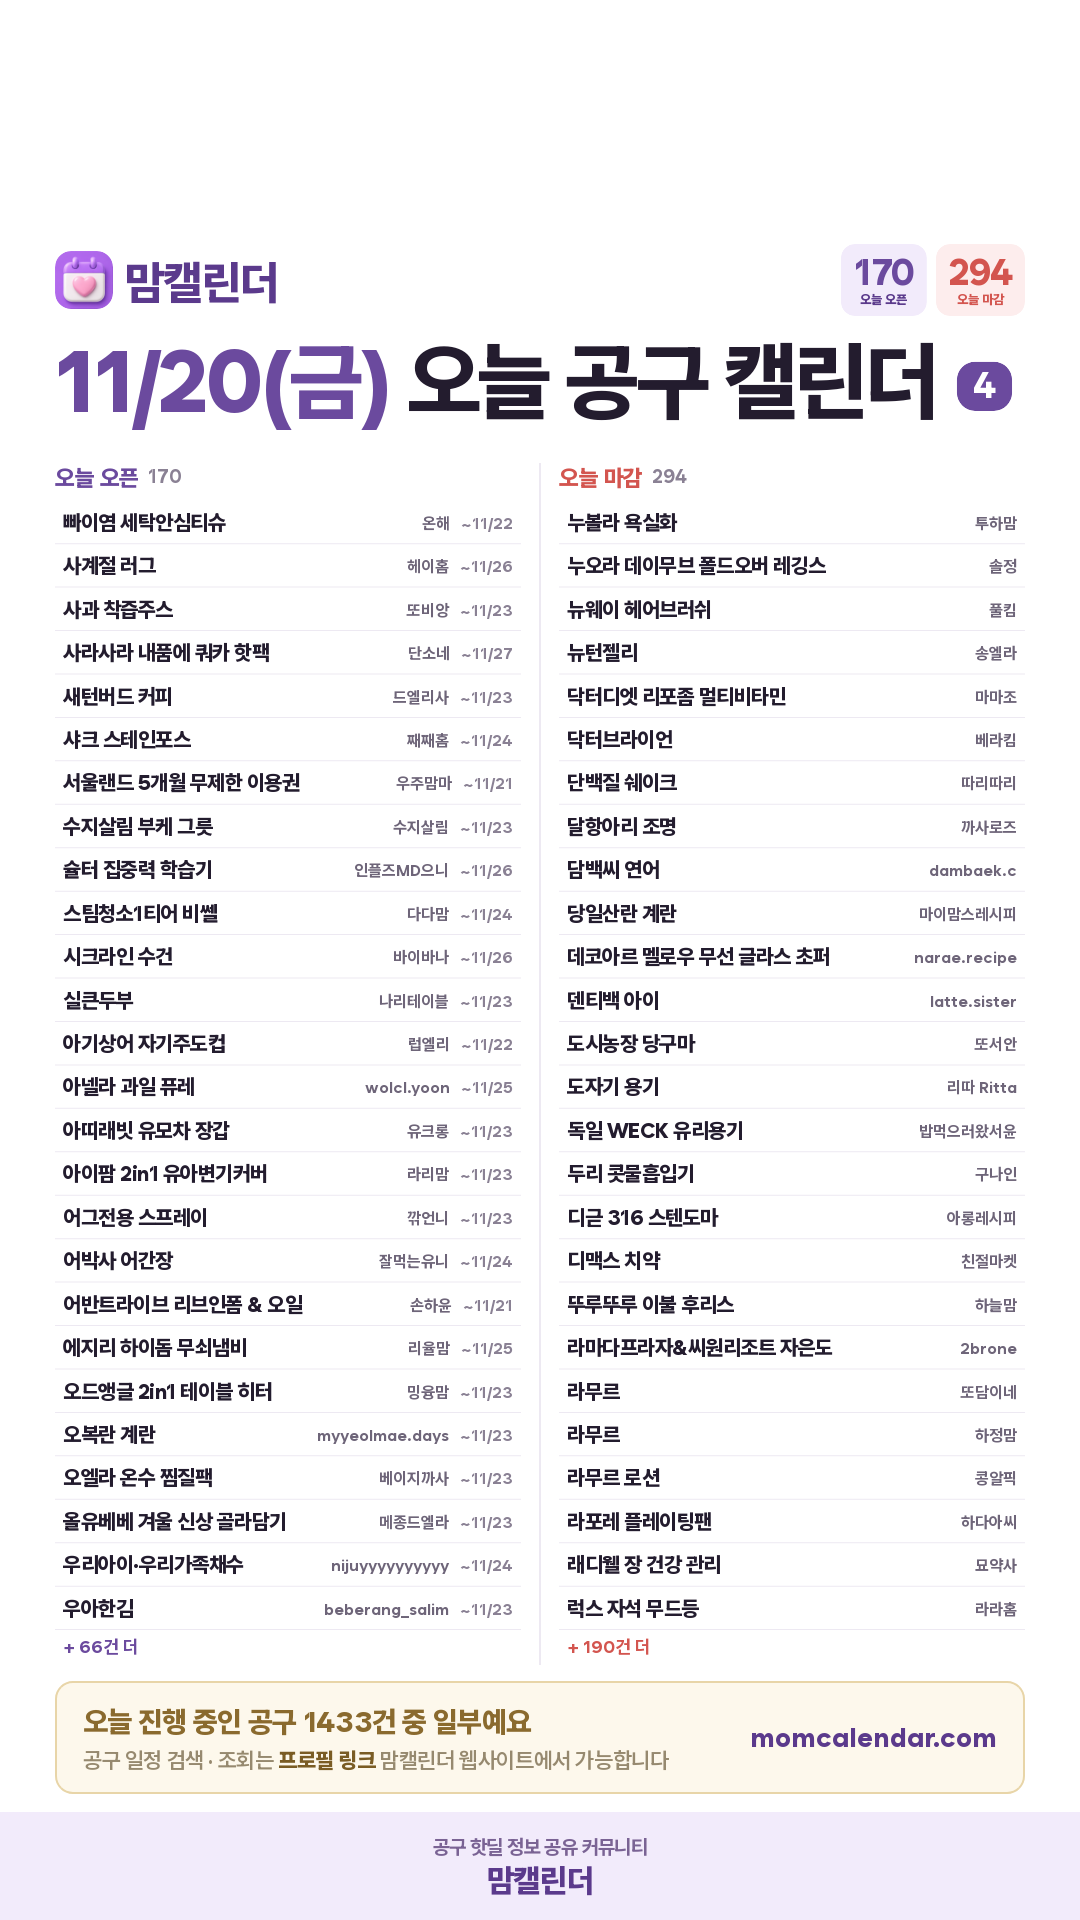 맘캘린더
170
오늘 오픈
294
오늘 마감
11/20(금) 오늘 공구 캘린더 4
오늘 오픈 170
빠이염 세탁안심티슈 온해 ~11/22
사계절 러그 헤이홈 ~11/26
사과 착즙주스 또비앙 ~11/23
사라사라 내품에 쿼카 핫팩 단소네 ~11/27
새턴버드 커피 드엘리사 ~11/23
샤크 스테인포스 째째홈 ~11/24
서울랜드 5개월 무제한 이용권 우주맘마 ~11/21
수지살림 부케 그릇 수지살림 ~11/23
슐터 집중력 학습기 인플즈MD으니 ~11/26
스팀청소1티어 비쎌 다다맘 ~11/24
시크라인 수건 바이바나 ~11/26
실큰두부 나리테이블 ~11/23
아기상어 자기주도컵 럽엘리 ~11/22
아넬라 과일 퓨레 wolcl.yoon ~11/25
아띠래빗 유모차 장갑 유크롱 ~11/23
아이팜 2in1 유아변기커버 라리맘 ~11/23
어그전용 스프레이 깎언니 ~11/23
어박사 어간장 잘먹는유니 ~11/24
어반트라이브 리브인폼 & 오일 손하윤 ~11/21
에지리 하이돔 무쇠냄비 리율맘 ~11/25
오드앵글 2in1 테이블 히터 밍융맘 ~11/23
오복란 계란 myyeolmae.days ~11/23
오엘라 온수 찜질팩 베이지까사 ~11/23
올유베베 겨울 신상 골라담기 메종드엘라 ~11/23
우리아이·우리가족채수 nijuyyyyyyyyyy ~11/24
우아한김 beberang_salim ~11/23
+ 66건 더
오늘 마감 294
누볼라 욕실화 투하맘
누오라 데이무브 폴드오버 레깅스 솔정
뉴웨이 헤어브러쉬 풀킴
뉴턴젤리 송엘라
닥터디엣 리포좀 멀티비타민 마마조
닥터브라이언 베라킴
단백질 쉐이크 따리따리
달항아리 조명 까사로즈
담백씨 연어 dambaek.c
당일산란 계란 마이맘스레시피
데코아르 멜로우 무선 글라스 초퍼 narae.recipe
덴티백 아이 latte.sister
도시농장 당구마 또서안
도자기 용기 리따 Ritta
독일 WECK 유리용기 밥먹으러왔서윤
두리 콧물흡입기 구나인
디귿 316 스텐도마 아롱레시피
디맥스 치약 친절마켓
뚜루뚜루 이불 후리스 하늘맘
라마다프라자&씨원리조트 자은도 2brone
라무르 또담이네
라무르 하정맘
라무르 로션 콩알픽
라포레 플레이팅팬 하다아씨
래디웰 장 건강 관리 묘약사
럭스 자석 무드등 라라홈
+ 190건 더
오늘 진행 중인 공구 1433건 중 일부예요
공구 일정 검색 · 조회는 프로필 링크 맘캘린더 웹사이트에서 가능합니다
momcalendar.com
공구 핫딜 정보 공유 커뮤니티
맘캘린더